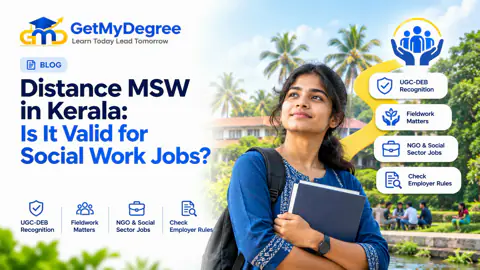 GetMyDegree
Learn Today Lead Tomorrow
BLOG
Distance MSW
in Kerala:
Is It Valid for
Social Work Jobs?
UGC-DEB
Recognition
Fieldwork
Matters
NGO & Social
Sector Jobs
Check
Employer Rules
UGC-DEB
Recognition
Fieldwork
Matters
NGO & Social
Sector Jobs
Check
Employer Rules